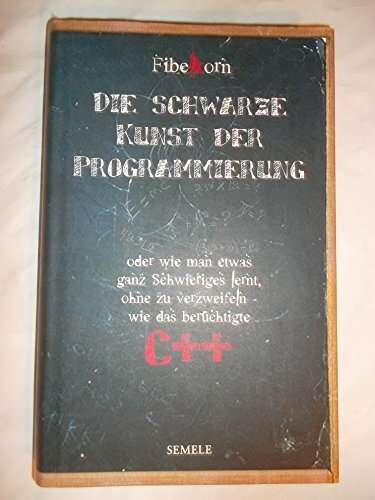 Fibelkorn
DIE SCHWARZE
KUNST DER
PROGRAMMIERUNG
oder wie man etwas
ganz Schwieriges lernt,
ohne zu verzweifeln -
wie das berüchtigte
C++
SEMELE